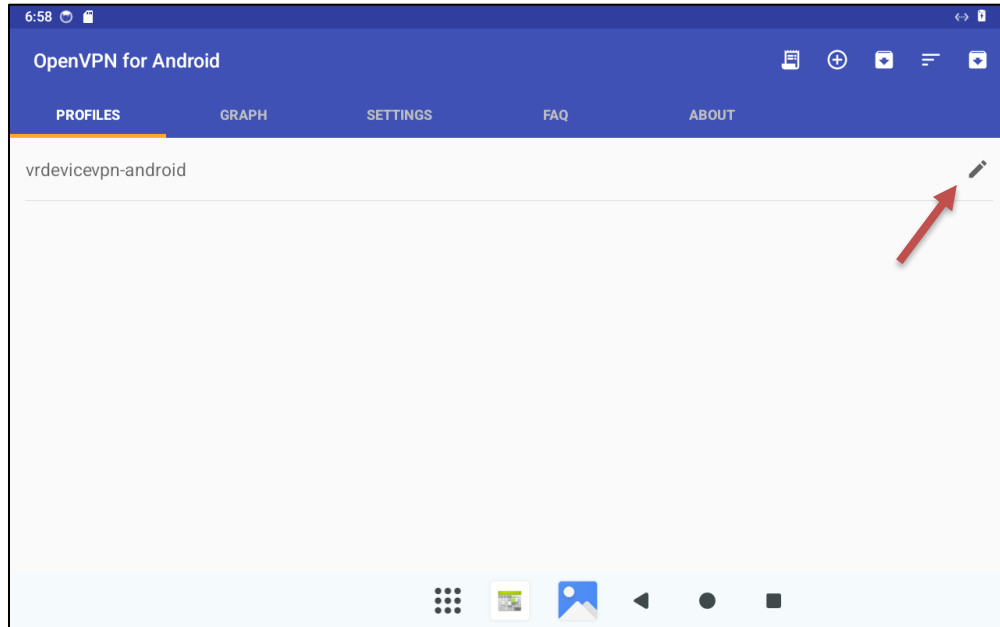 6:58
OpenVPN for Android
PROFILES GRAPH SETTINGS FAQ ABOUT
vrdevicevpn-android